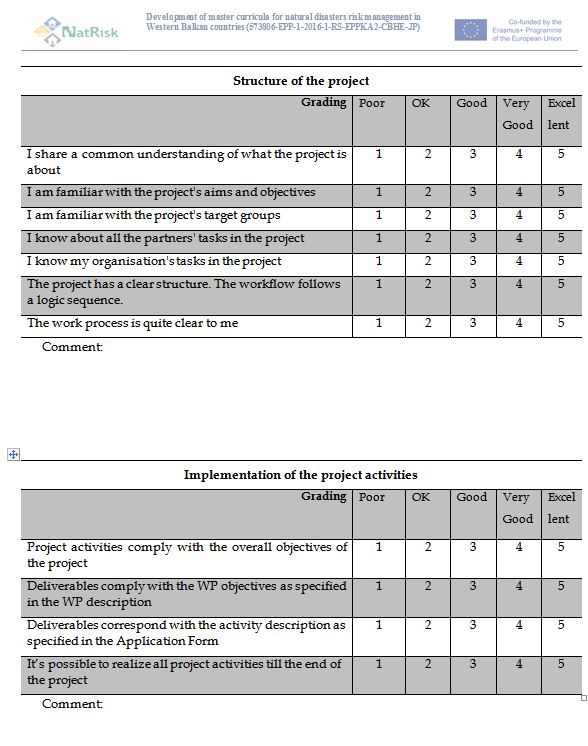 NatRisk
Development of master curricula for natural disasters risk management in
Western Balkan countries (573806-EPP-1-2016-1-RS-EPPKA2-CBHE-JP)
Co-funded by the
Erasmus+ Programme
of the European Union
Structure of the project
Grading Poor OK Good Very Good Excel lent
I share a common understanding of what the project is
about 1 2 3 4 5
I am familiar with the project's aims and objectives 1 2 3 4 5
I am familiar with the project's target groups 1 2 3 4 5
I know about all the partners' tasks in the project 1 2 3 4 5
I know my organisation's tasks in the project 1 2 3 4 5
The project has a clear structure. The workflow follows
a logic sequence. 1 2 3 4 5
The work process is quite clear to me 1 2 3 4 5
Comment:
Implementation of the project activities
Grading Poor OK Good Very Good Excel lent
Project activities comply with the overall objectives of
the project 1 2 3 4 5
Deliverables comply with the WP objectives as specified
in the WP description 1 2 3 4 5
Deliverables correspond with the activity description as
specified in the Application Form 1 2 3 4 5
It's possible to realize all project activities till the end of
the project 1 2 3 4 5
Comment: